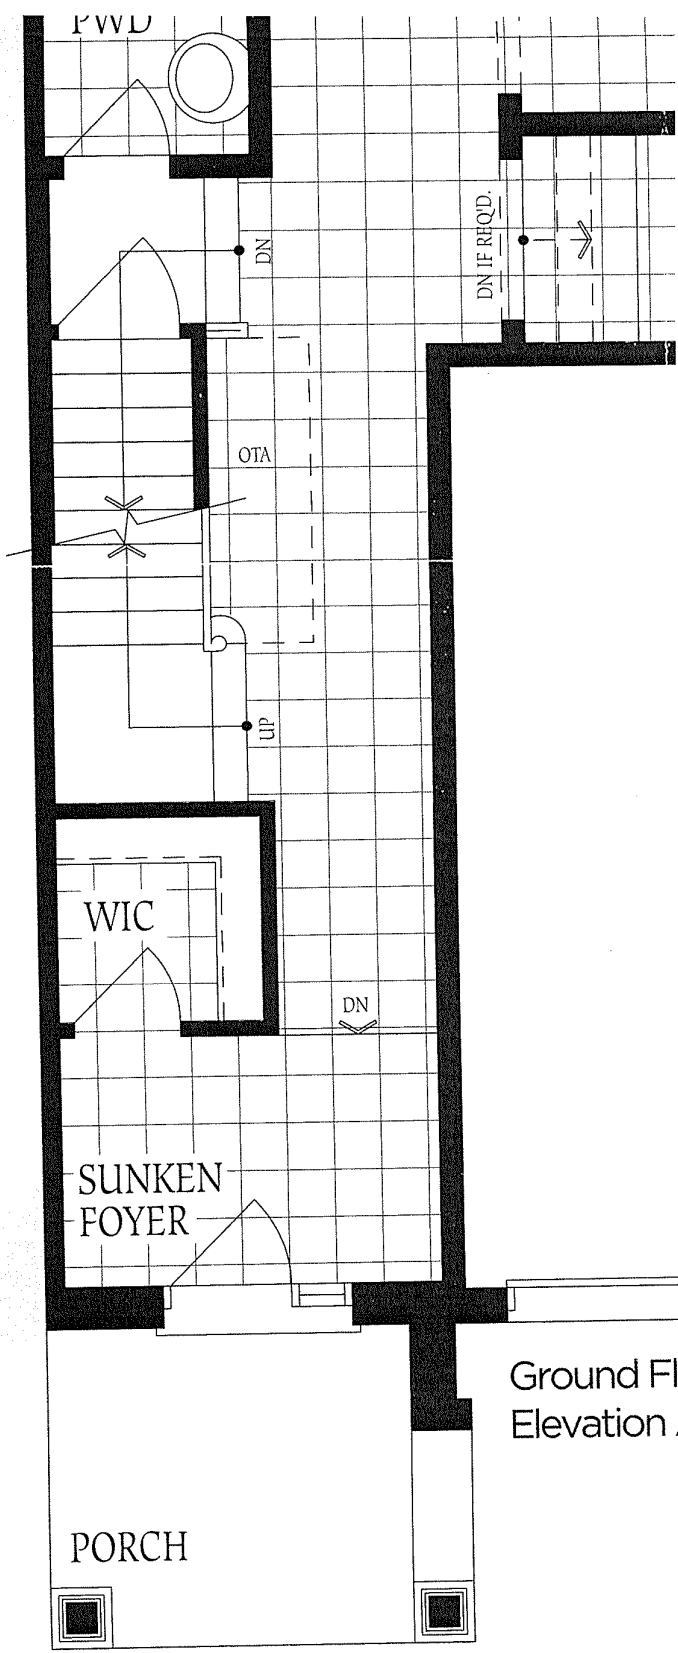 PWD
DN
DN IF REQ'D.
OTA
UP
WIC
DN
SUNKEN
FOYER
Ground Fl
Elevation A
PORCH